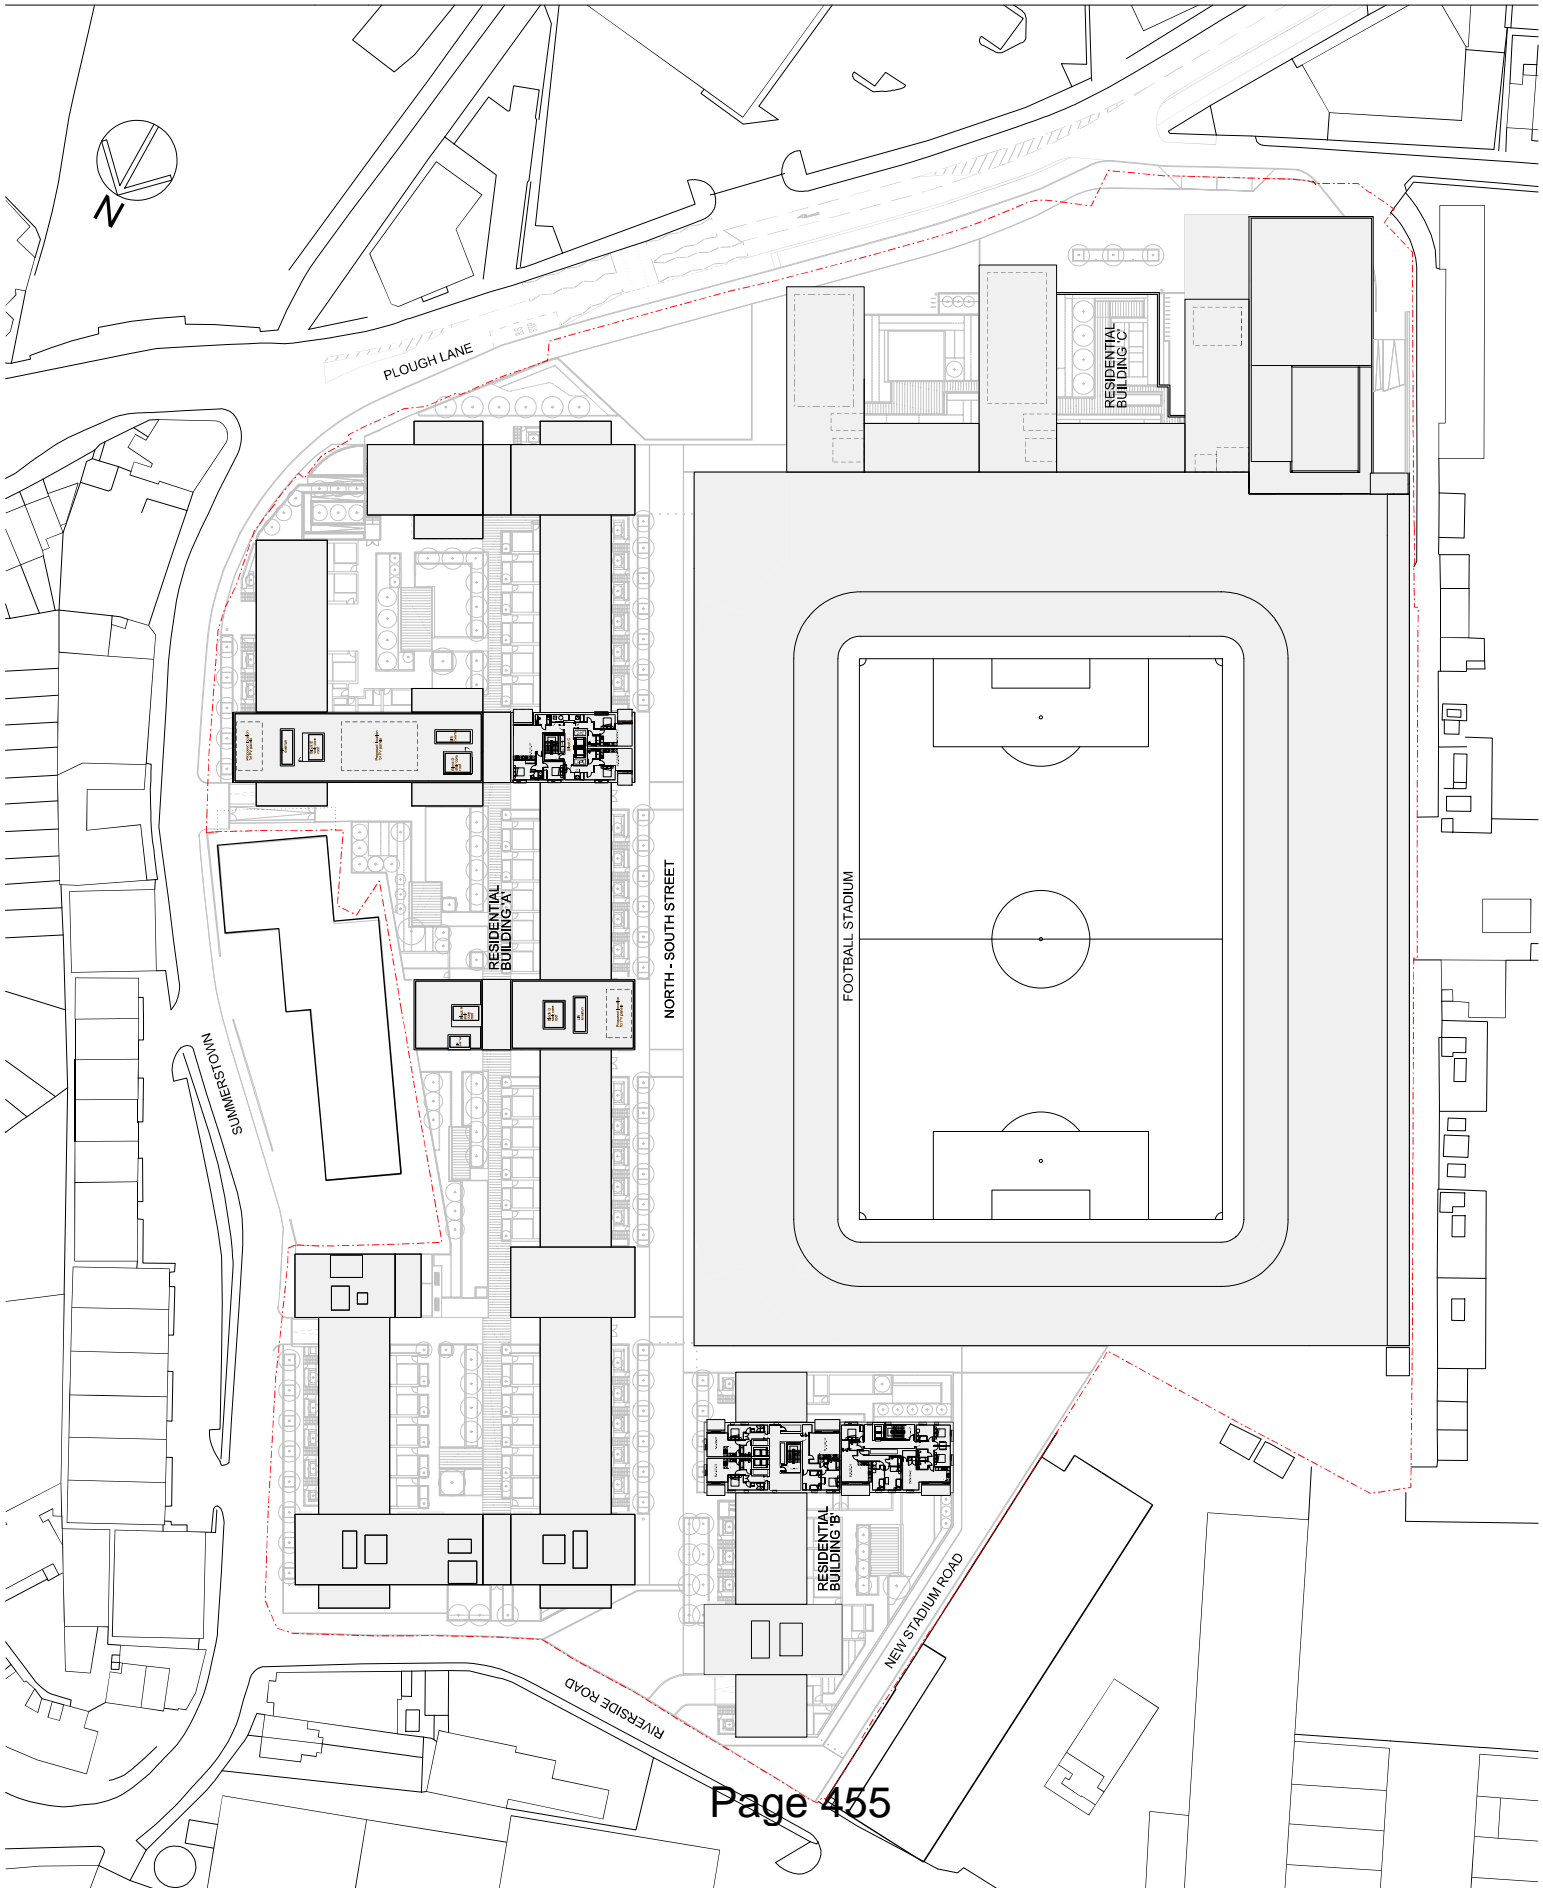 N
PLOUGH LANE
RESIDENTIAL
BUILDING 'C'
RESIDENTIAL
BUILDING 'A'
NORTH - SOUTH STREET
FOOTBALL STADIUM
SUMMERSTOWN
RESIDENTIAL
BUILDING 'B'
NEW STADIUM ROAD
RIVERSIDE ROAD
Page 455